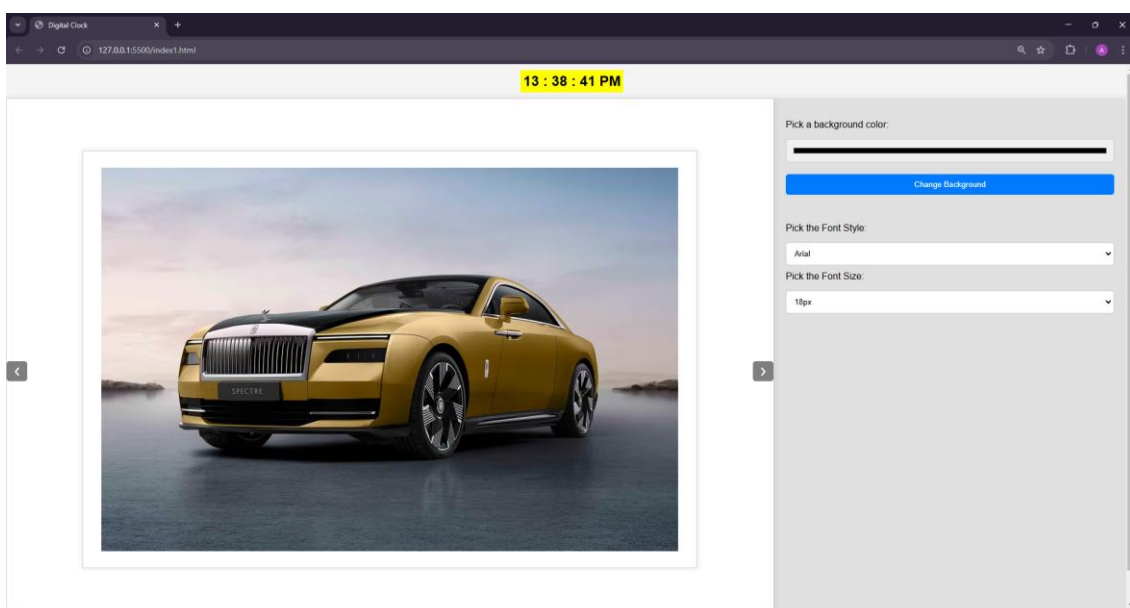 Digital Clock
127.0.0.1:5500/index1.html
A
13 : 38 : 41 PM
Pick a background color:
Change Background
Pick the Font Style:
Arial
Pick the Font Size:
18px
SPECTRE